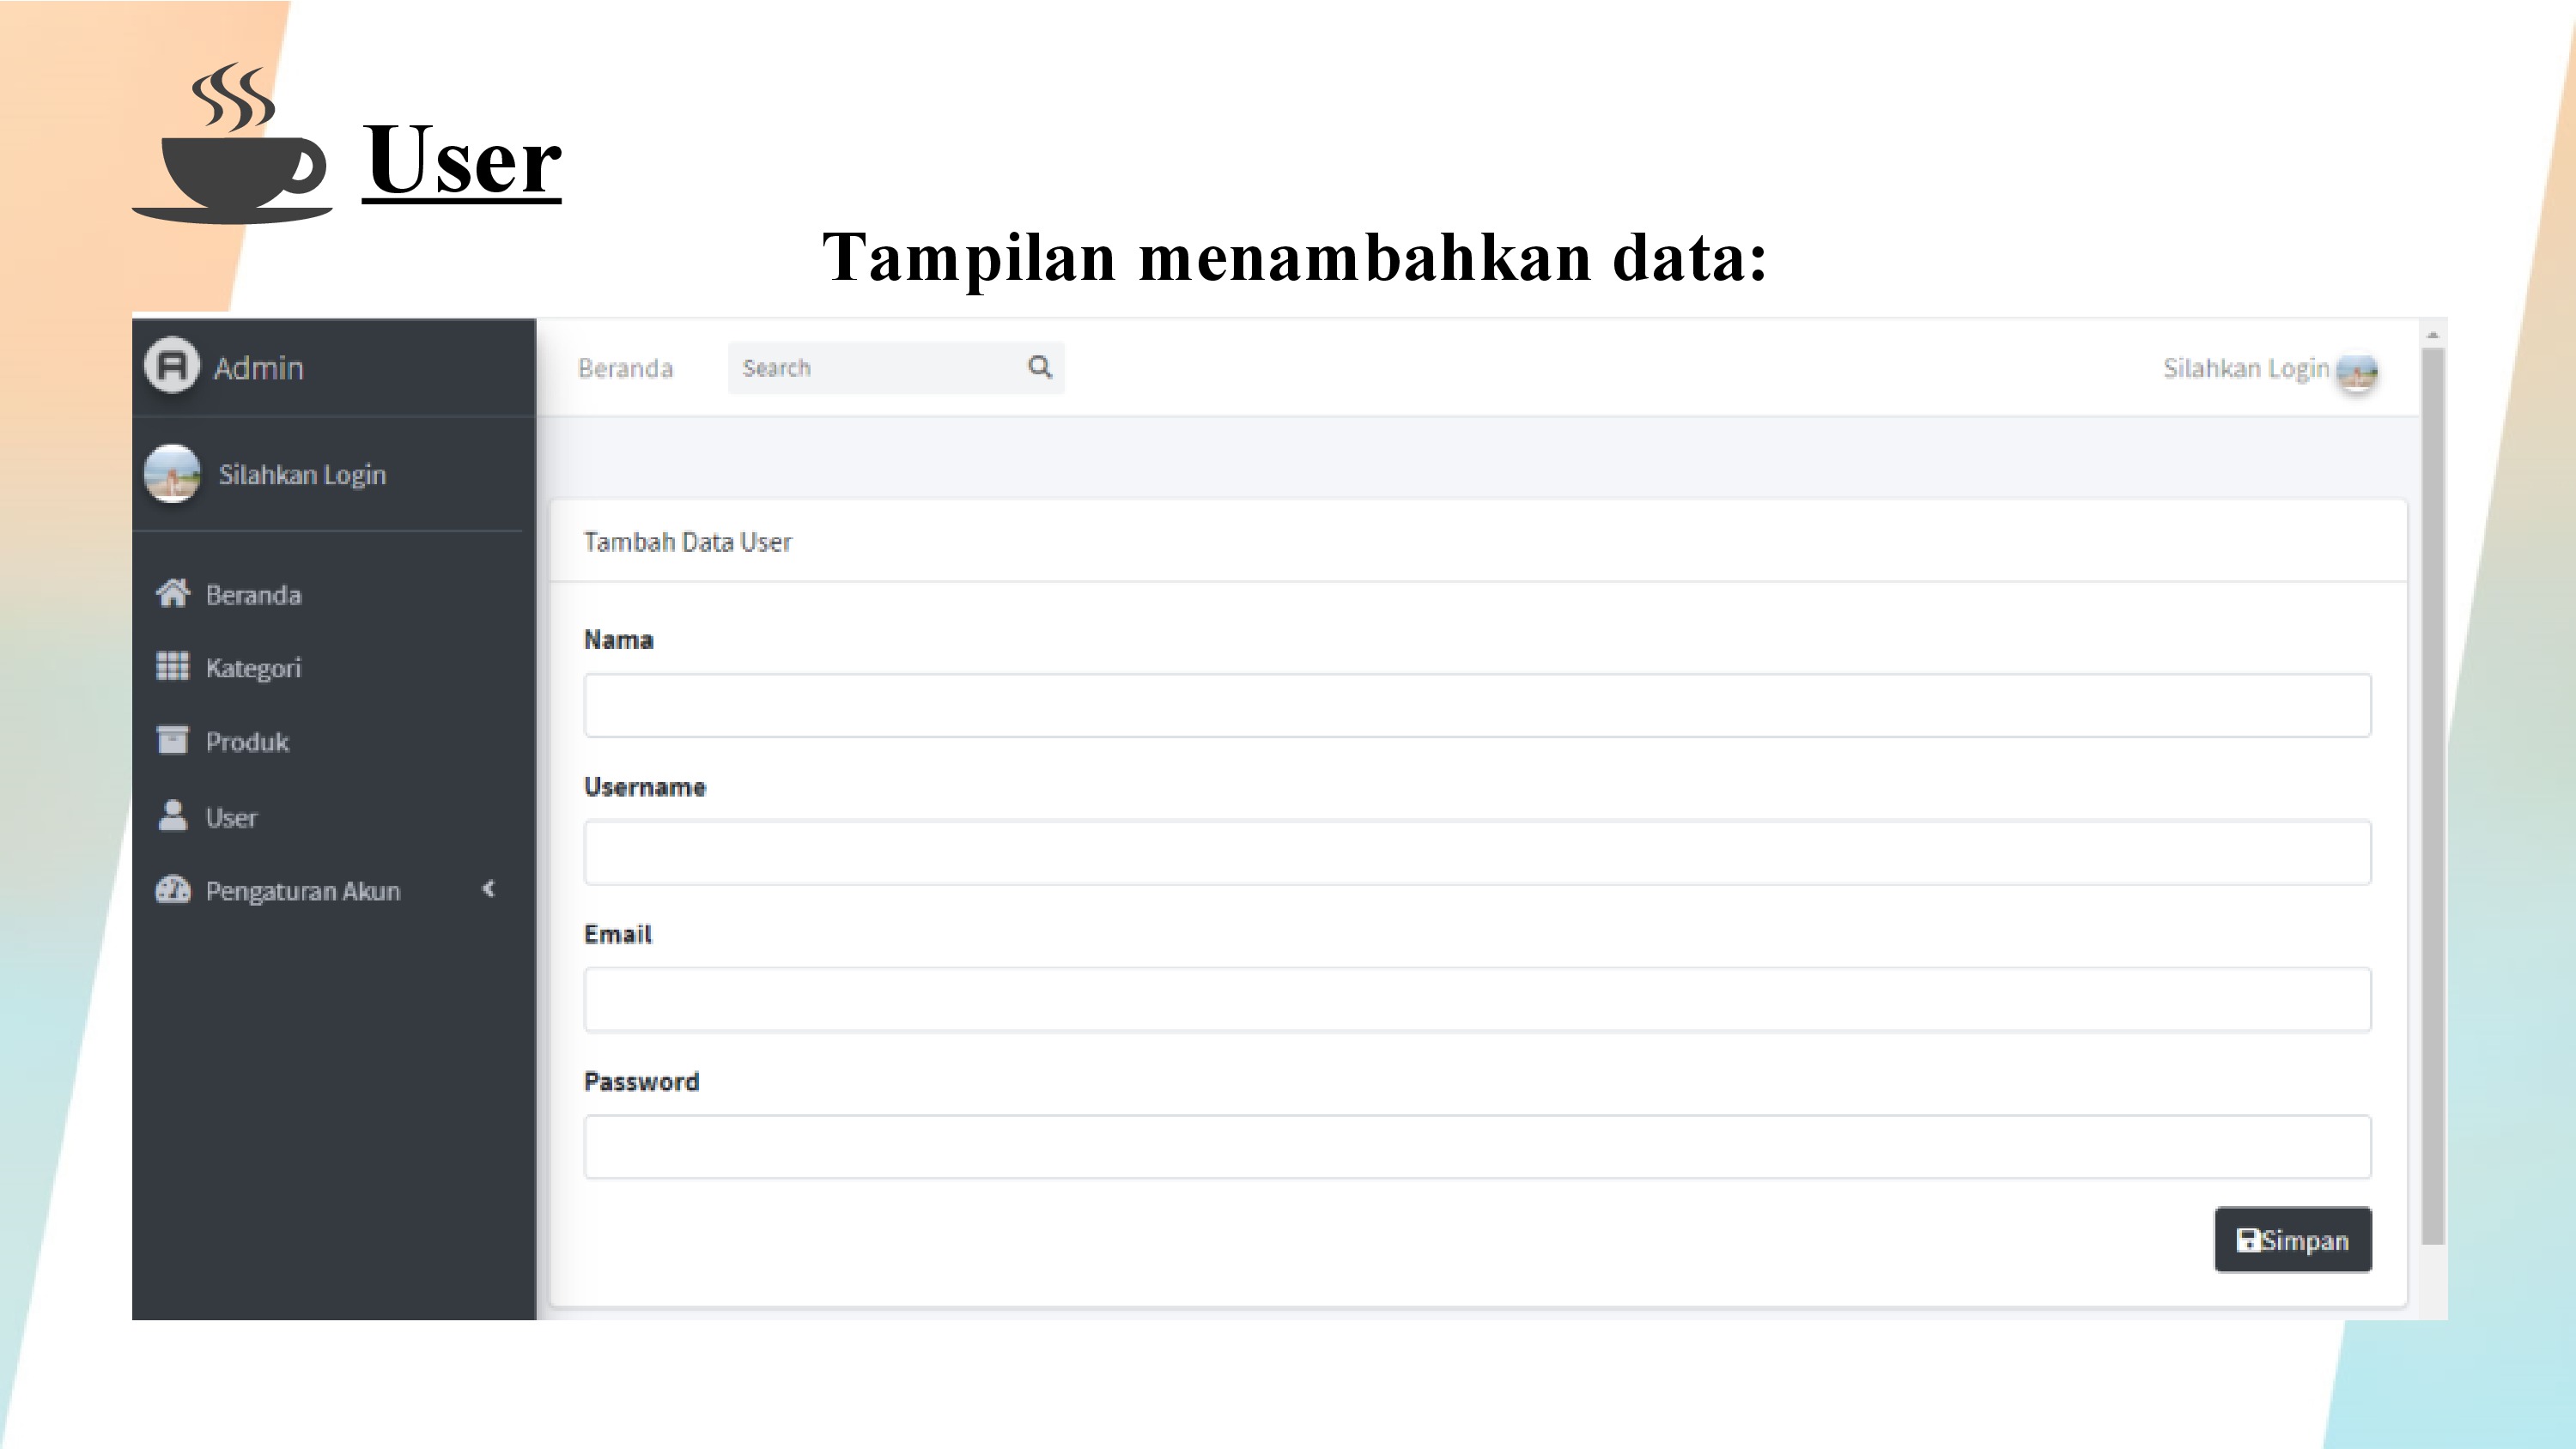 User
Tampilan menambahkan data:
Admin
Beranda
Search
Silahkan Login
Silahkan Login
Beranda
Kategori
Produk
User
Pengaturan Akun
Tambah Data User
Nama
Username
Email
Password
Simpan